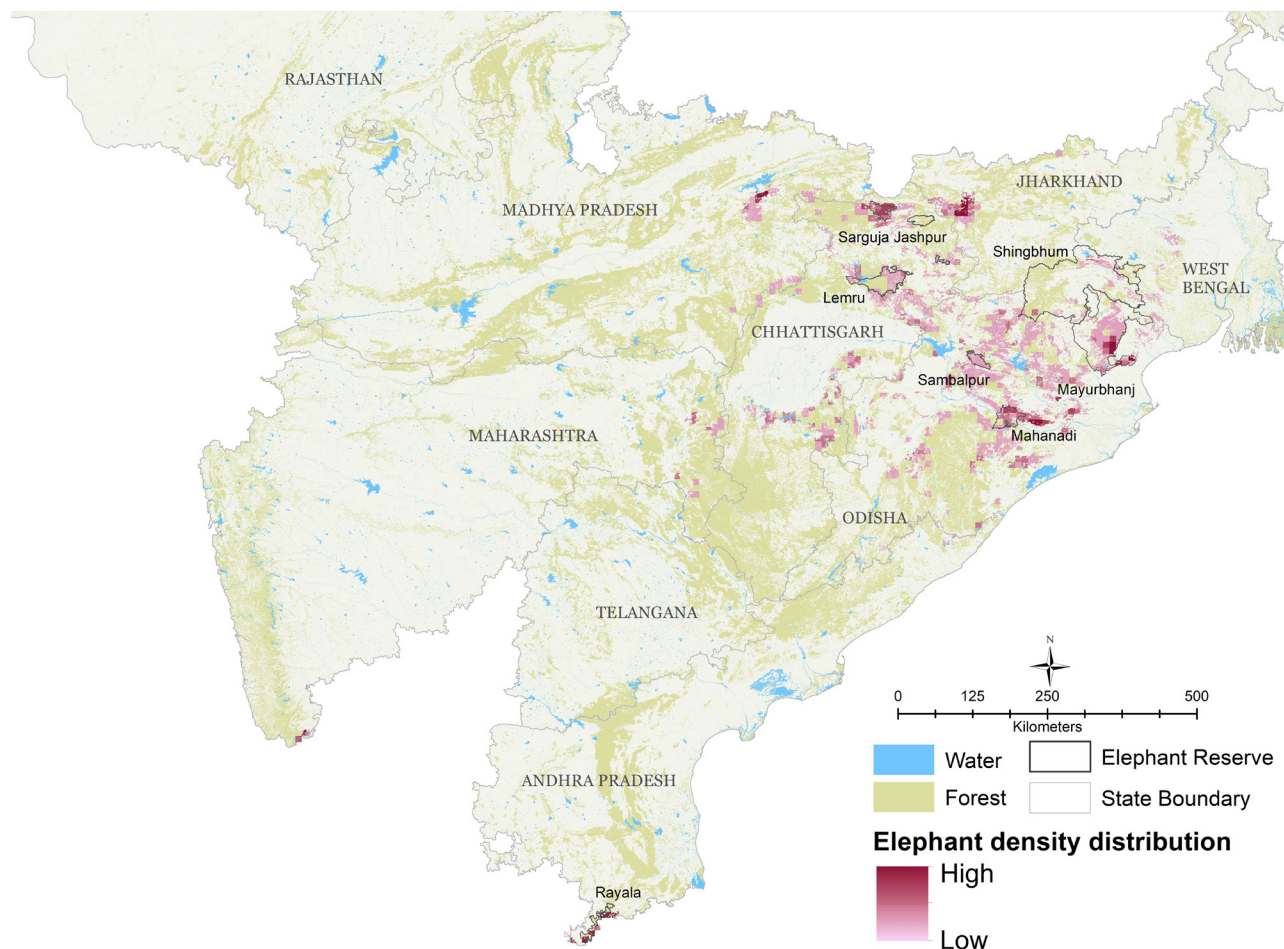 RAJASTHAN
JHARKHAND
MADHYA PRADESH
Sarguja Jashpur
Shingbhum
WEST
BENGAL
Lemru
CHHATTISGARH
Sambalpur
Mayurbhanj
MAHARASHTRA
Mahanadi
ODISHA
TELANGANA
N
0 125 250 500
Kilometers
ANDHRA PRADESH
Water
Elephant Reserve
Forest
State Boundary
Elephant density distribution
High
Low
Rayala